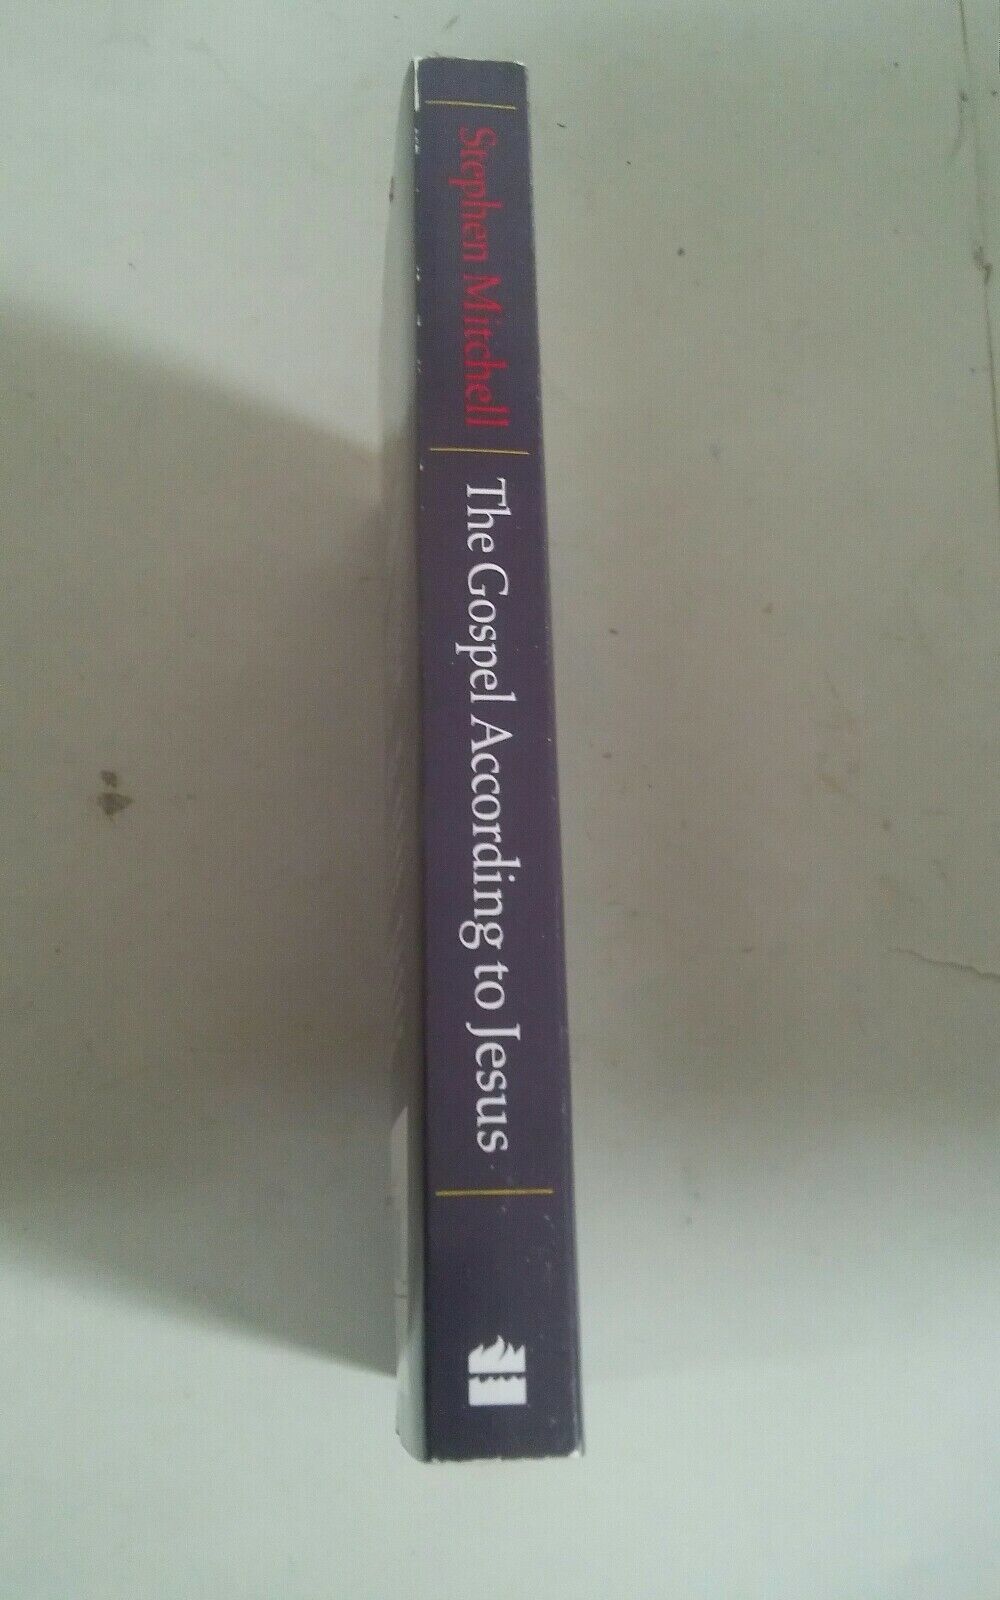 Stephen Mitchell
The Gospel According to Jesus